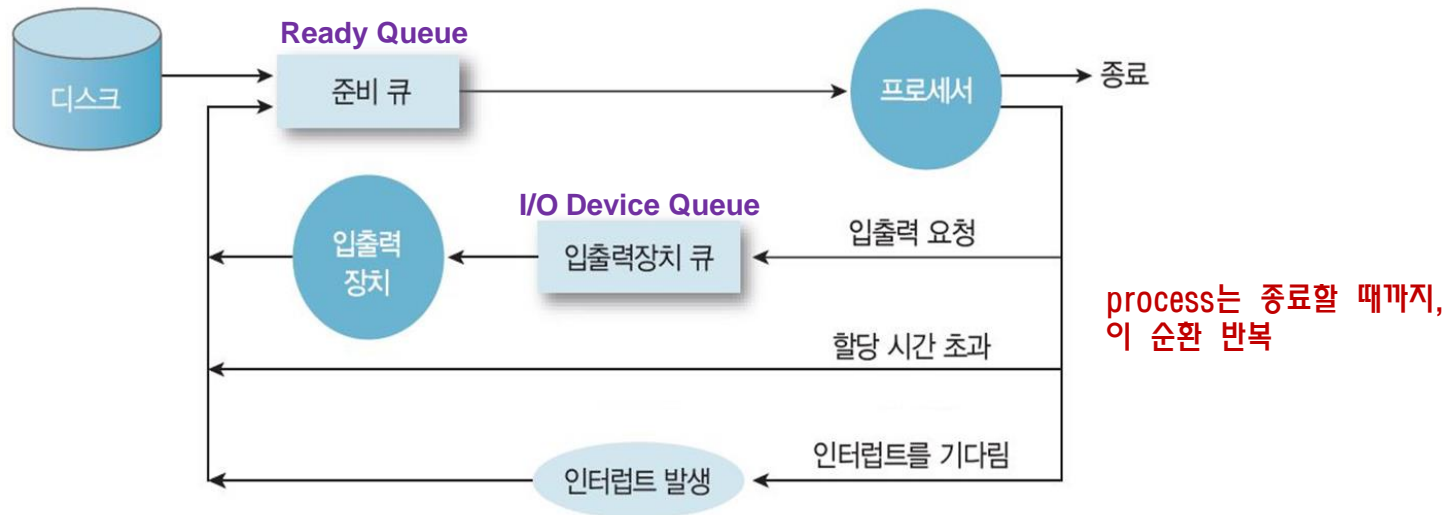 Ready Queue
디스크
준비 큐
프로세서
종료
I/O Device Queue
입출력
장치
입출력장치 큐
입출력 요청
process는 종료할 때까지,
이 순환 반복
할당 시간 초과
인터럽트 발생
인터럽트를 기다림